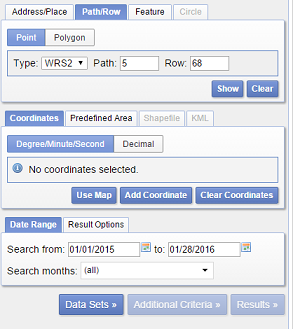 Address/Place Path/Row Feature Circle
Point Polygon
Type: WRS2 Path: 5 Row: 68
Show Clear
Coordinates Predefined Area Shapefile KML
Degree/Minute/Second Decimal
No coordinates selected.
Use Map Add Coordinate Clear Coordinates
Date Range Result Options
Search from: 01/01/2015 to: 01/28/2016
Search months: (all)
Data Sets » Additional Criteria » Results »